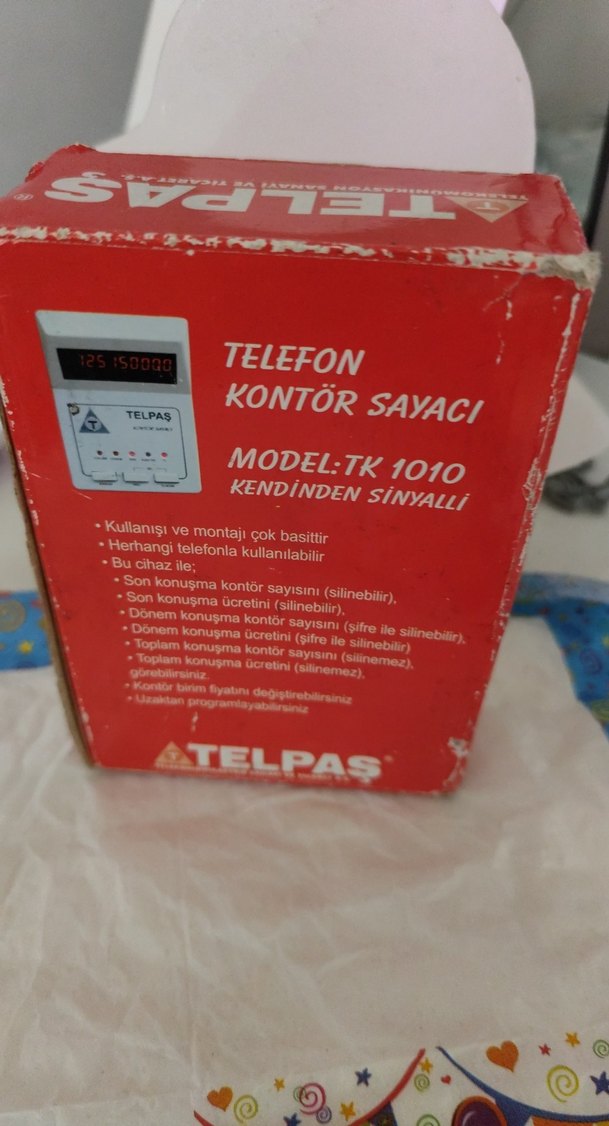 TELPAŞ
TELEKOMÜNİKASYON SANAYİ VE TİCARET A.Ş.
12515000.0
TELPAŞ
TELEFON
KONTÖR SAYACI
MODEL:TK 1010
KENDİNDEN SİNYALLİ
• Kullanışı ve montajı çok basittir
• Herhangi telefonla kullanılabilir
• Bu cihaz ile;
• Son konuşma kontör sayısını (silinebilir),
• Son konuşma ücretini (silinebilir),
• Dönem konuşma kontör sayısını (şifre ile silinebilir),
• Dönem konuşma ücretini (şifre ile silinebilir)
• Toplam konuşma kontör sayısını (silinemez),
• Toplam konuşma ücretini (silinemez),
görebilirsiniz.
• Kontör birim fiyatını değiştirebilirsiniz
• Uzaktan programlayabilirsiniz
TELPAŞ